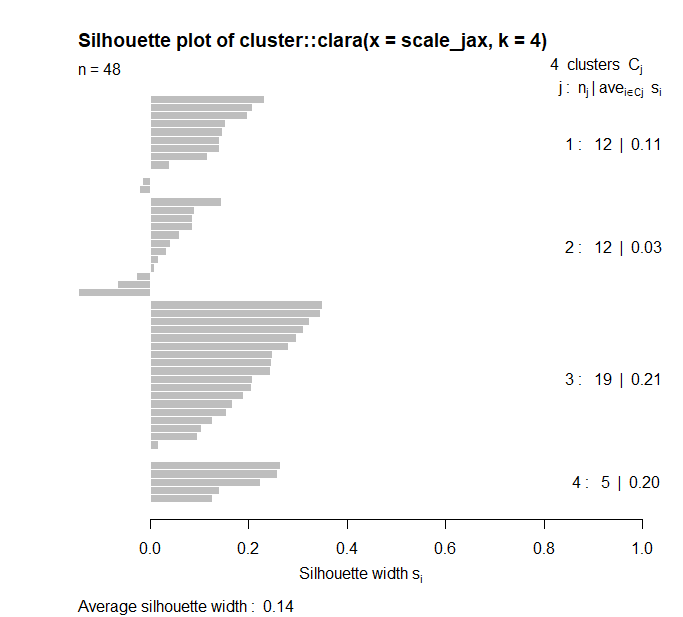 Silhouette plot of cluster::clara(x = scale_jax, k = 4)
n = 48
4 clusters Cj
j : nj | avei∈Cj si
1 : 12 | 0.11
2 : 12 | 0.03
3 : 19 | 0.21
4 : 5 | 0.20
0.0 0.2 0.4 0.6 0.8 1.0
Silhouette width si
Average silhouette width : 0.14